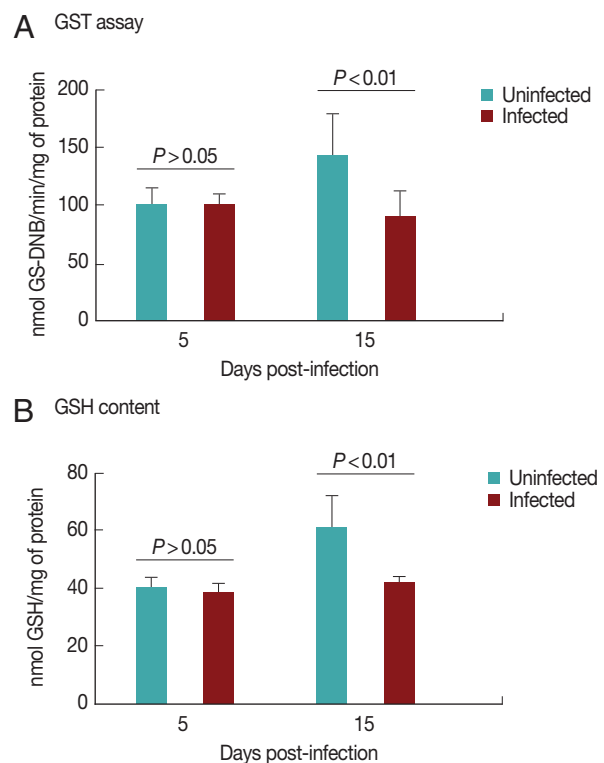 A GST assay
P < 0.01
Uninfected
Infected
200
150
100
50
0
P > 0.05
nmol GS-DNB/min/mg of protein
5 15
Days post-infection
B GSH content
P < 0.01
Uninfected
Infected
80
60
40
20
0
P > 0.05
nmol GSH/mg of protein
5 15
Days post-infection